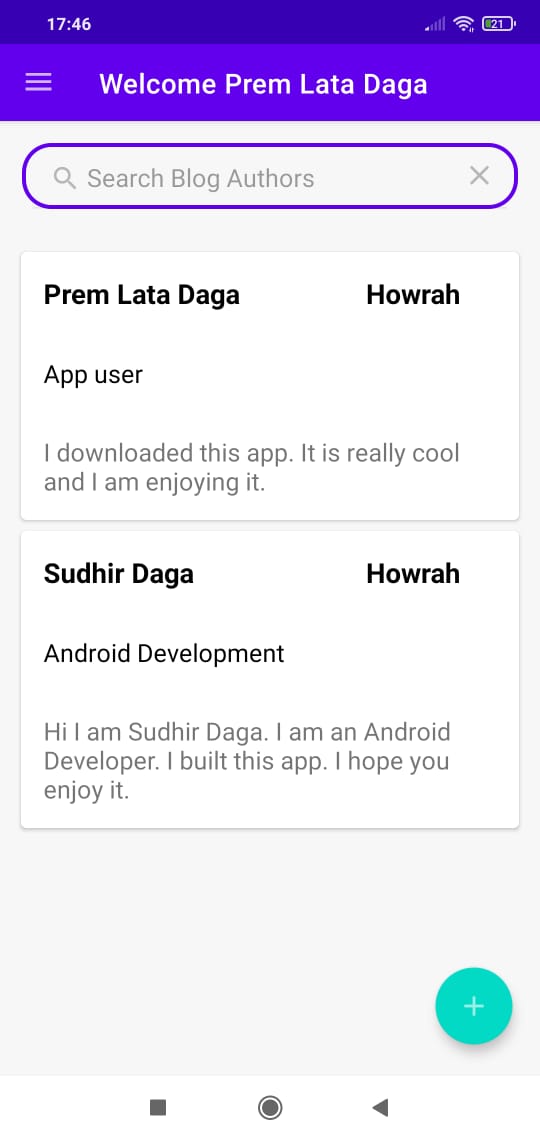 17:46
21
Welcome Prem Lata Daga
Search Blog Authors
Prem Lata Daga Howrah
App user
I downloaded this app. It is really cool
and I am enjoying it.
Sudhir Daga Howrah
Android Development
Hi I am Sudhir Daga. I am an Android
Developer. I built this app. I hope you
enjoy it.